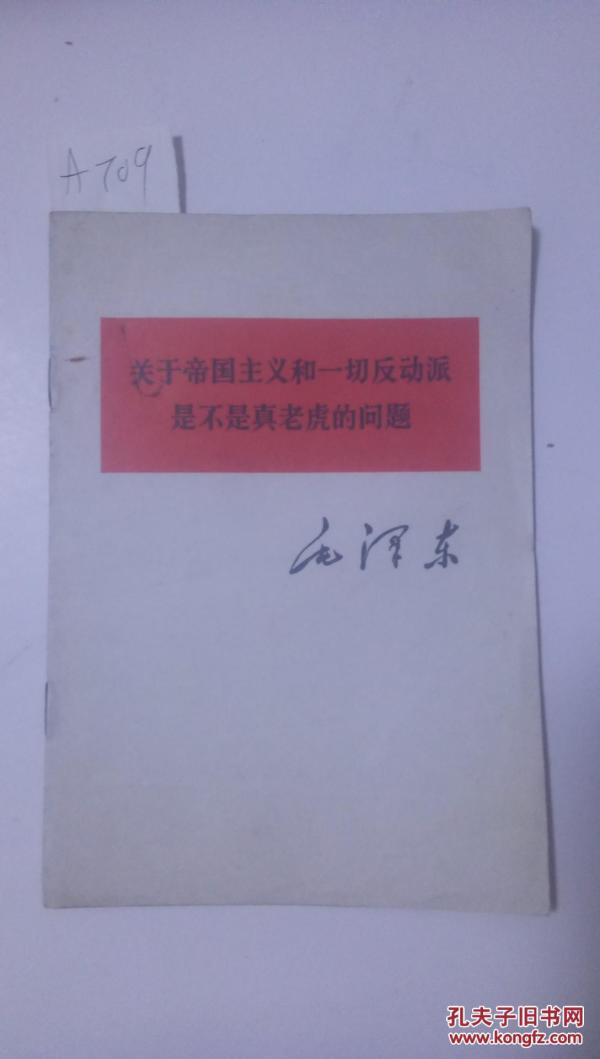 A709
关于帝国主义和一切反动派
是不是真老虎的问题
毛泽东
孔夫子旧书网
www.kongfz.com